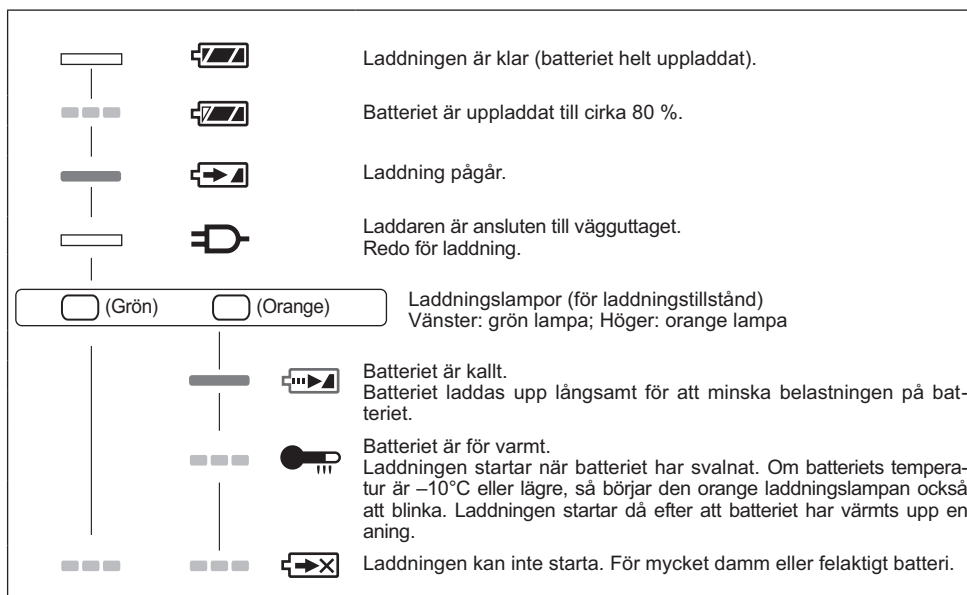 Laddningen är klar (batteriet helt uppladdat).
Batteriet är uppladdat till cirka 80 %.
Laddning pågår.
Laddaren är ansluten till vägguttaget.
Redo för laddning.
(Grön)
(Orange)
Laddningslampor (för laddningstillstånd)
Vänster: grön lampa; Höger: orange lampa
Batteriet är kallt.
Batteriet laddas upp långsamt för att minska belastningen på bat-
teriet.
Batteriet är för varmt.
Laddningen startar när batteriet har svalnat. Om batteriets tempera-
tur är –10°C eller lägre, så börjar den orange laddningslampan också
att blinka. Laddningen startar då efter att batteriet har värmts upp en
aning.
Laddningen kan inte starta. För mycket damm eller felaktigt batteri.